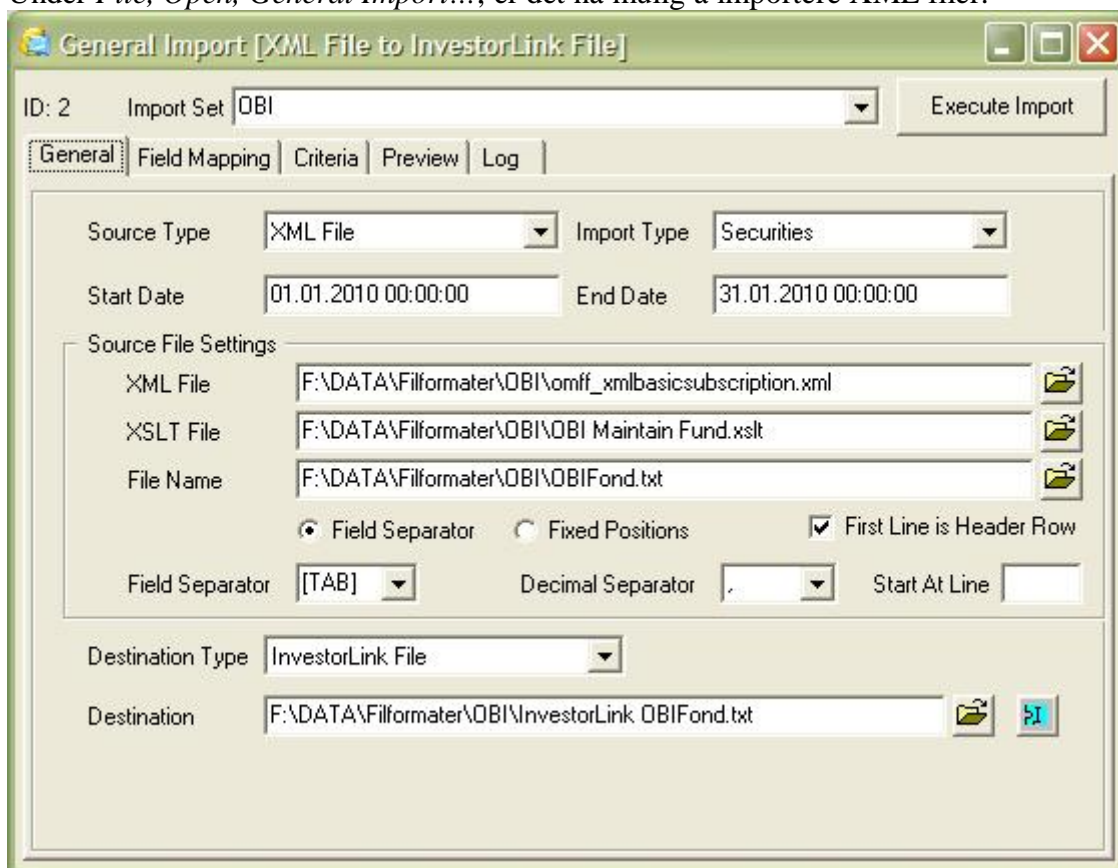 Under File, Open, General Import..., er det nå mulig å importere XML filer.
General Import [XML File to InvestorLink File]
ID: 2 Import Set OBI Execute Import
General Field Mapping Criteria Preview Log
Source Type XML File Import Type Securities
Start Date 01.01.2010 00:00:00 End Date 31.01.2010 00:00:00
Source File Settings
XML File F:\DATA\Filformater\OBI\omff_xmlbasicsubscription.xml
XSLT File F:\DATA\Filformater\OBI\OBI Maintain Fund.xslt
File Name F:\DATA\Filformater\OBI\OBIFond.txt
Field Separator Fixed Positions First Line is Header Row
Field Separator [TAB] Decimal Separator , Start At Line
Destination Type InvestorLink File
Destination F:\DATA\Filformater\OBI\InvestorLink OBIFond.txt